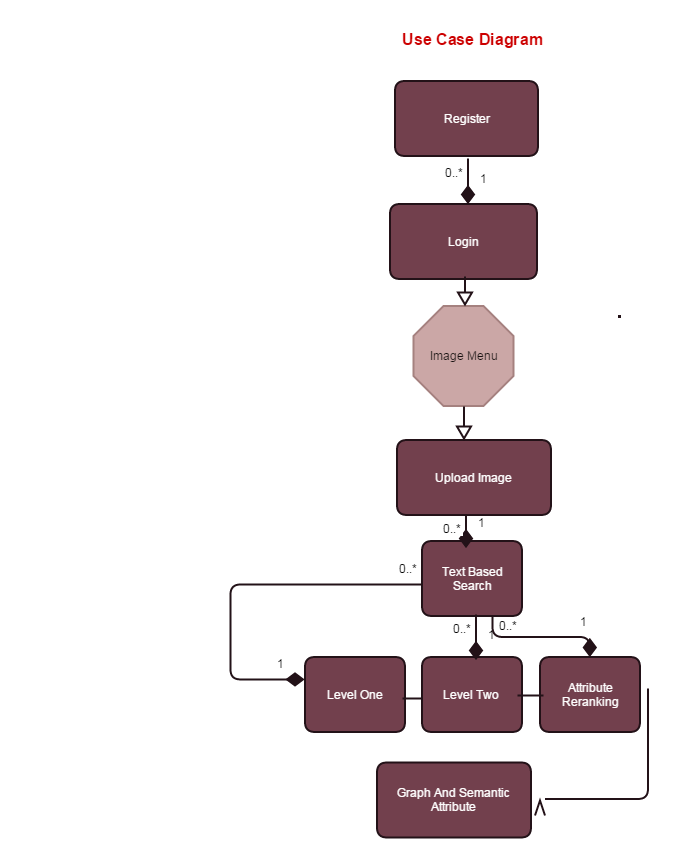 Use Case Diagram
Register
0..*
1
Login
Image Menu
Upload Image
0..*
1
Text Based
Search
0..*
0..*
1
0..*
1
1
Level One
Level Two
Attribute
Reranking
Graph And Semantic
Attribute